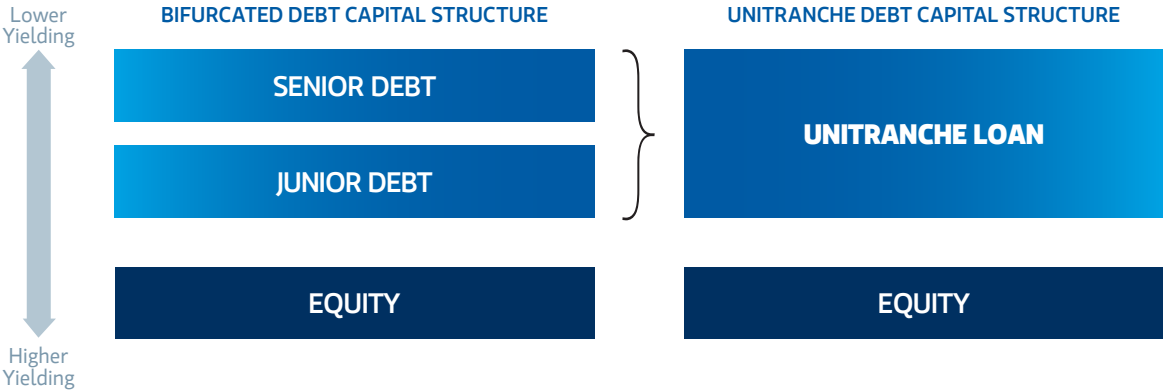 Lower
Yielding
BIFURCATED DEBT CAPITAL STRUCTURE
UNITRANCHE DEBT CAPITAL STRUCTURE
SENIOR DEBT
JUNIOR DEBT
UNITRANCHE LOAN
EQUITY
EQUITY
Higher
Yielding